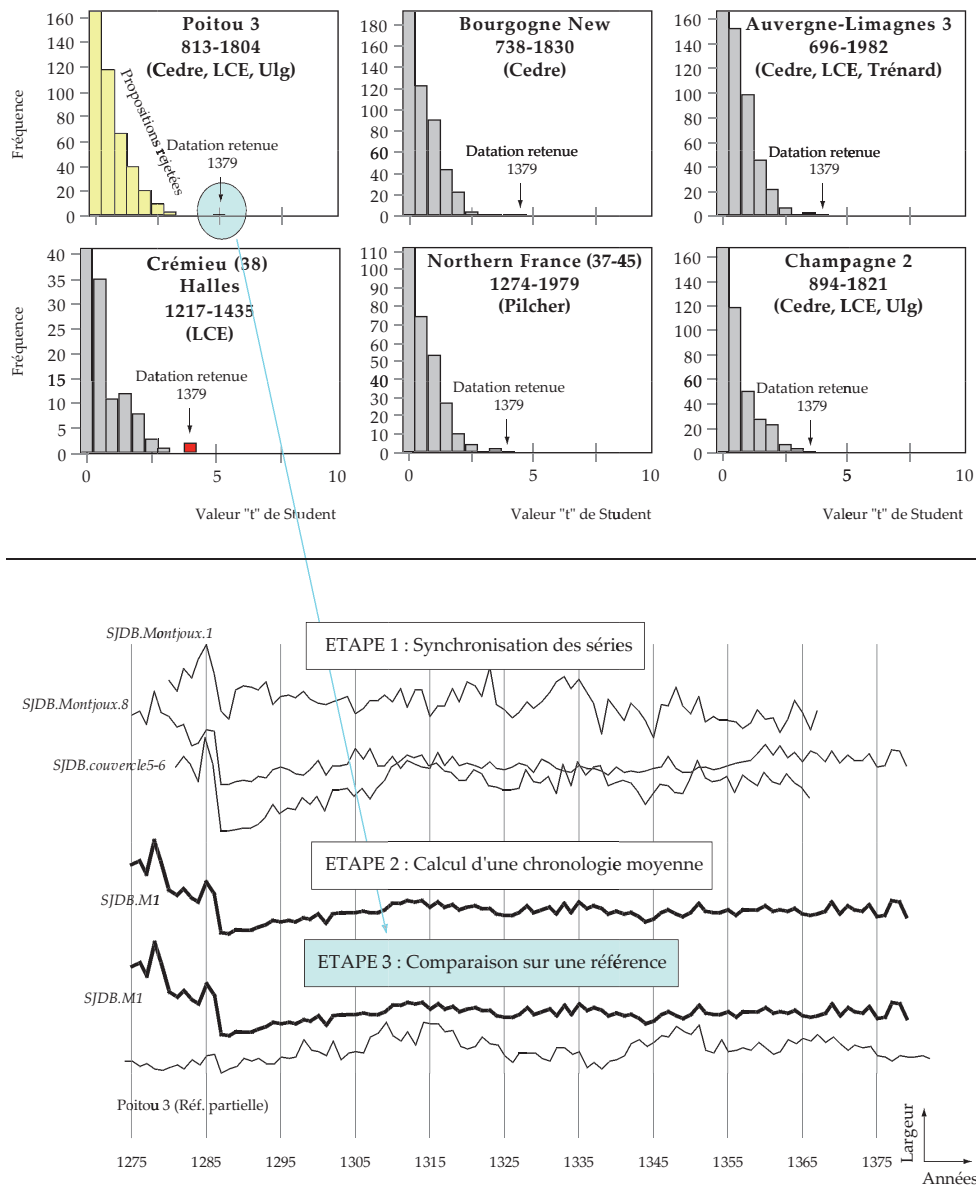 Poitou 3
813-1804
(Cedre, LCE, Ulg)
160
140
120
100
80
60
40
20
0
Fréquence
Propositions rejetées
Datation retenue
1379
Bourgogne New
738-1830
(Cedre)
180
160
140
120
100
80
60
40
20
0
Datation retenue
1379
Auvergne-Limagnes 3
696-1982
(Cedre, LCE, Trénard)
160
140
120
100
80
60
40
20
0
Datation retenue
1379
Crémieu (38)
Halles
1217-1435
(LCE)
40
35
30
25
20
15
10
5
0
Fréquence
Datation retenue
1379
0 5 10
Valeur "t" de Student
Northern France (37-45)
1274-1979
(Pilcher)
110
100
90
80
70
60
50
40
30
20
10
0
Datation retenue
1379
0 5 10
Valeur "t" de Student
Champagne 2
894-1821
(Cedre, LCE, Ulg)
160
140
120
100
80
60
40
20
0
Datation retenue
1379
0 5 10
Valeur "t" de Student
SJDB.Montjoux.1
ETAPE 1 : Synchronisation des séries
SJDB.Montjoux.8
SJDB.couvercle5-6
ETAPE 2 : Calcul d'une chronologie moyenne
SJDB.M1
ETAPE 3 : Comparaison sur une référence
SJDB.M1
Poitou 3 (Réf. partielle)
1275 1285 1295 1305 1315 1325 1335 1345 1355 1365 1375
Largeur
Années